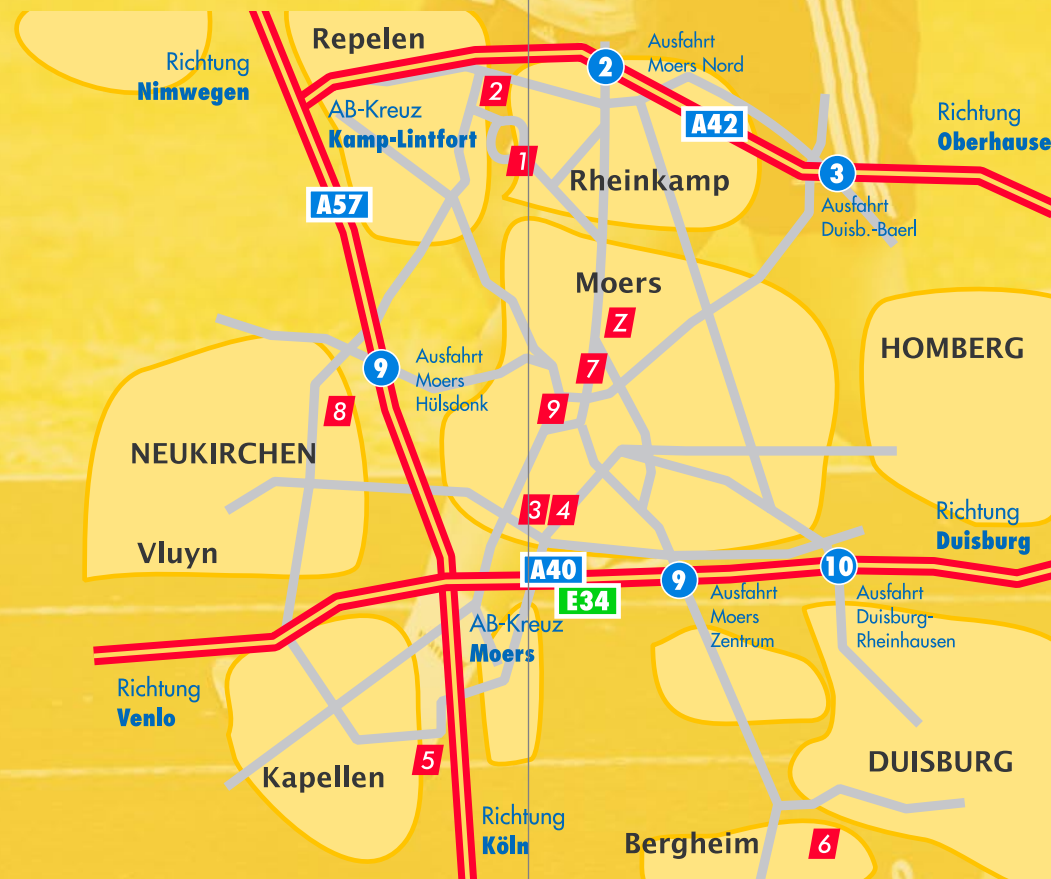 Repelen
Richtung
Nimwegen
2
Ausfahrt
Moers Nord
2
AB-Kreuz
Kamp-Lintfort
A42
Richtung
Oberhause
1
Rheinkamp
3
Ausfahrt
Duisb.-Baerl
A57
Moers
Z
HOMBERG
9
Ausfahrt
Moers
Hülsdonk
7
8
9
NEUKIRCHEN
3
4
Richtung
Duisburg
Vluyn
A40
E34
9
Ausfahrt
Moers
Zentrum
10
Ausfahrt
Duisburg-
Rheinhausen
AB-Kreuz
Moers
Richtung
Venlo
5
Kapellen
DUISBURG
Richtung
Köln
Bergheim
6